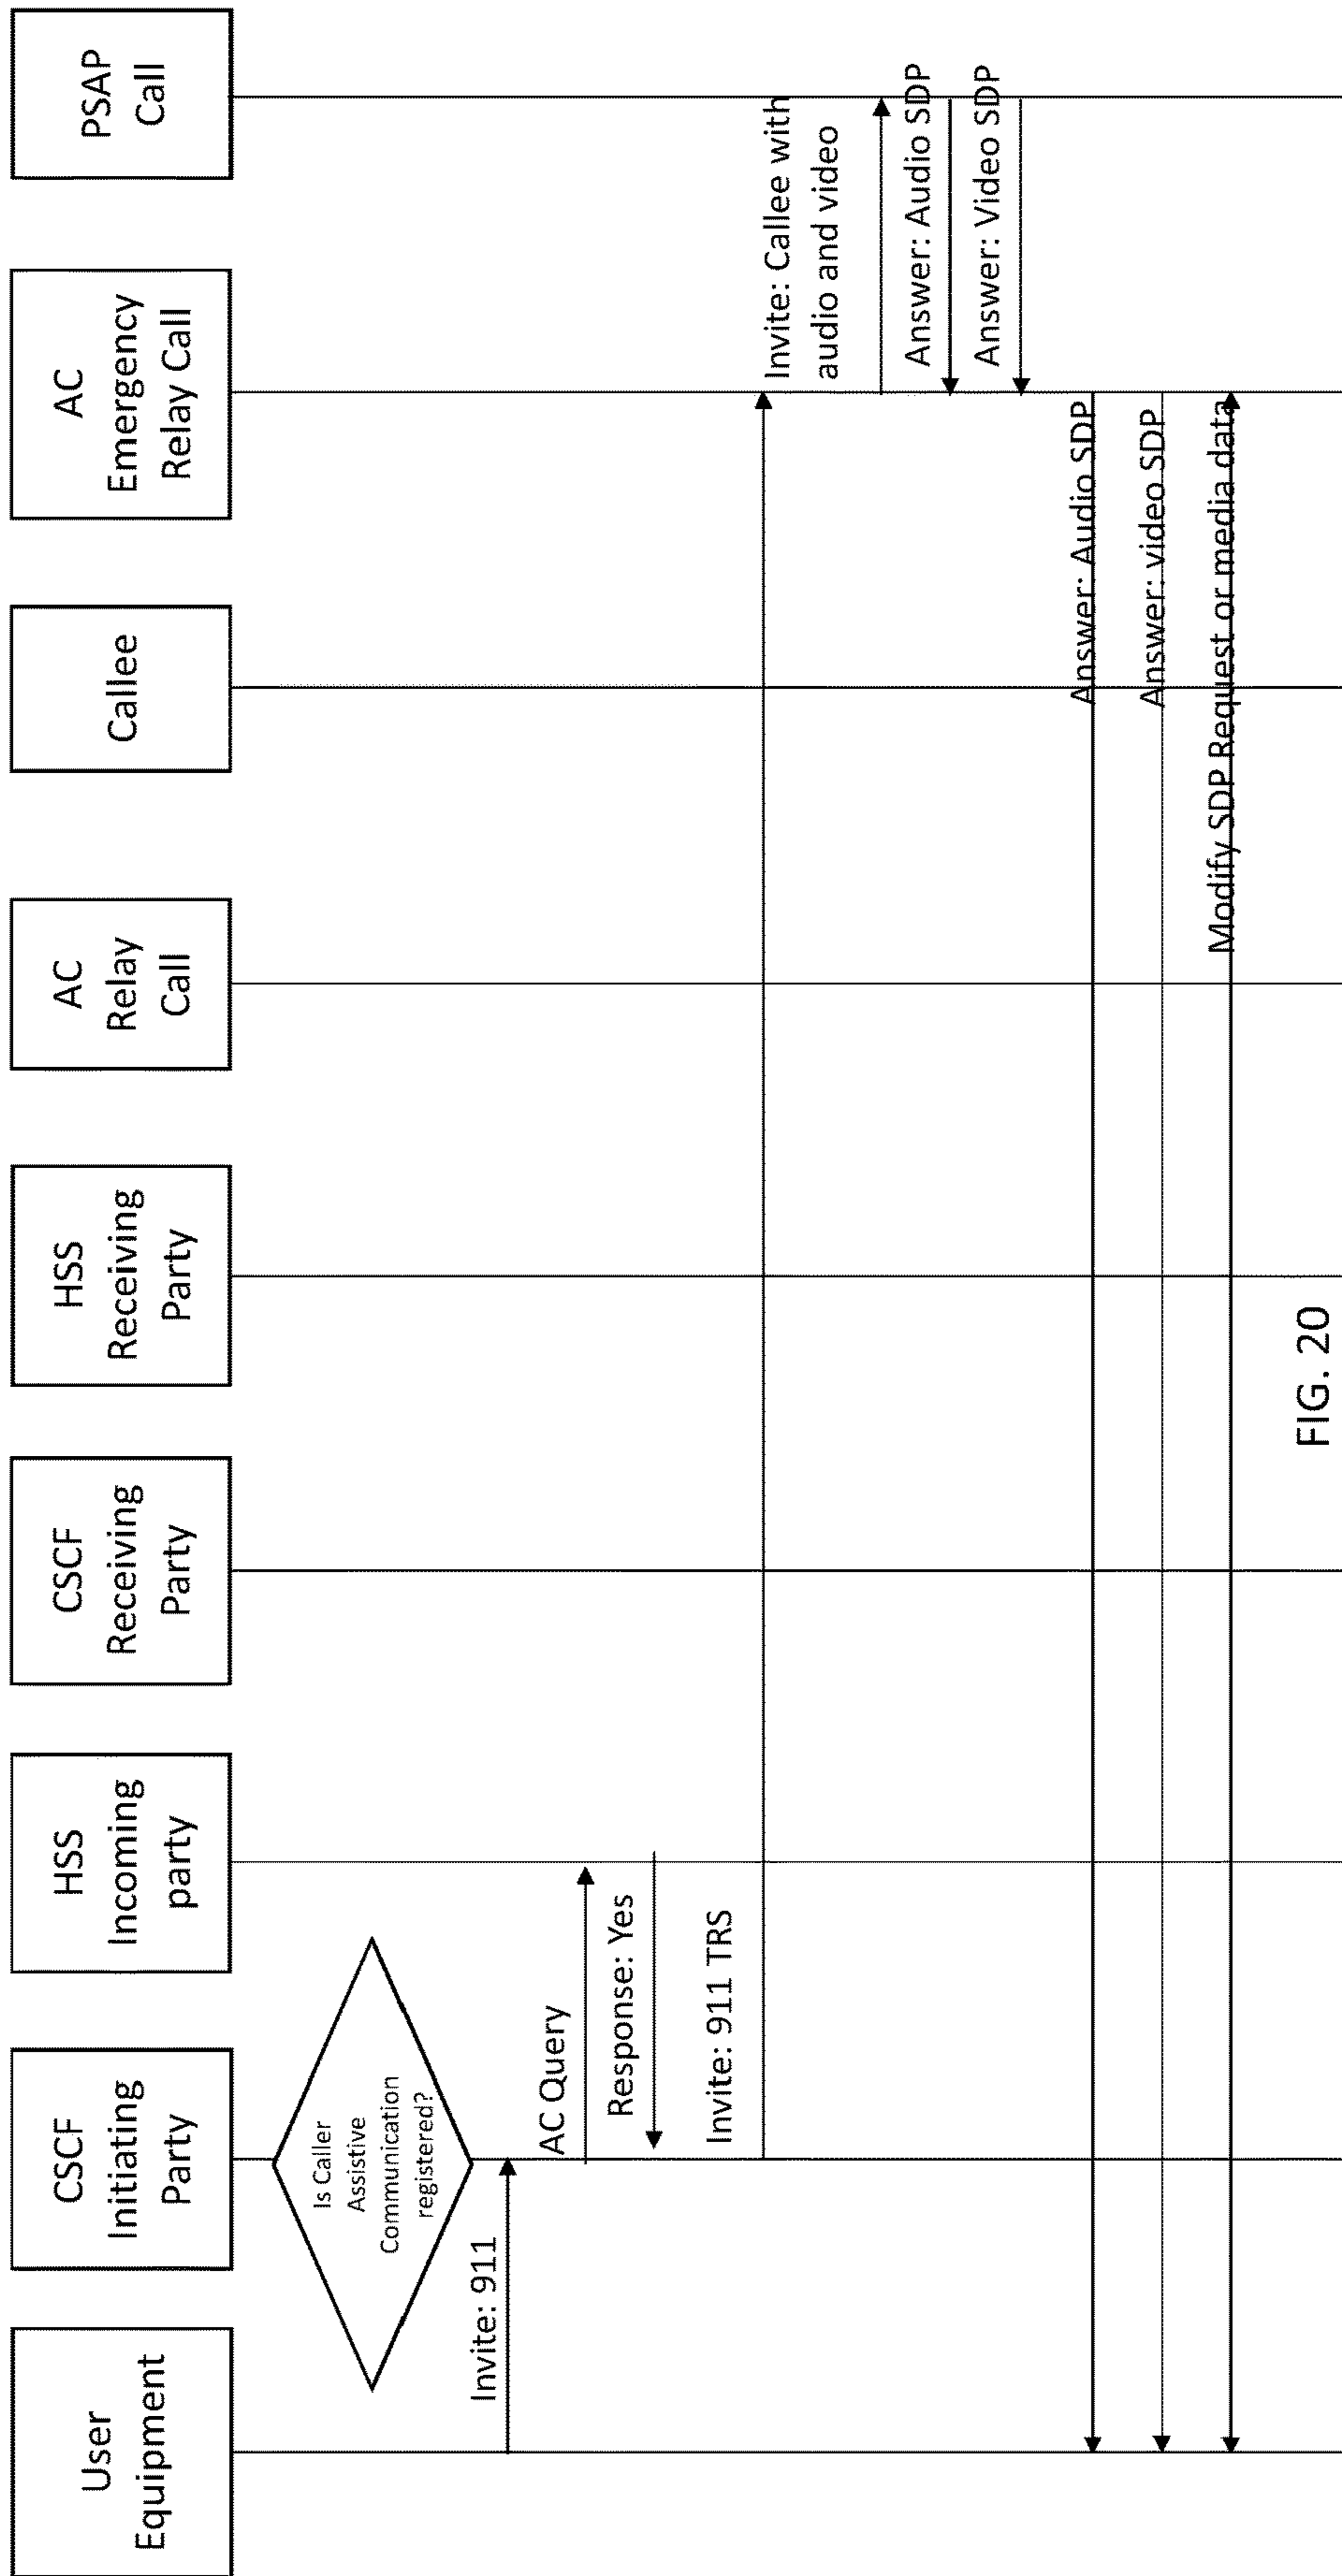 User
Equipment
CSCF
Initiating
Party
HSS
Incoming
party
CSCF
Receiving
Party
HSS
Receiving
Party
AC
Relay
Call
Callee
AC
Emergency
Relay Call
PSAP
Call
Is Caller
Assistive
Communication
registered?
Invite: 911
AC Query
Response: Yes
Invite: 911 TRS
Invite: Callee with
audio and video
Answer: Audio SDP
Answer: Video SDP
Answer: Audio SDP
Answer: video SDP
Modify SDP Request or media data
FIG. 20